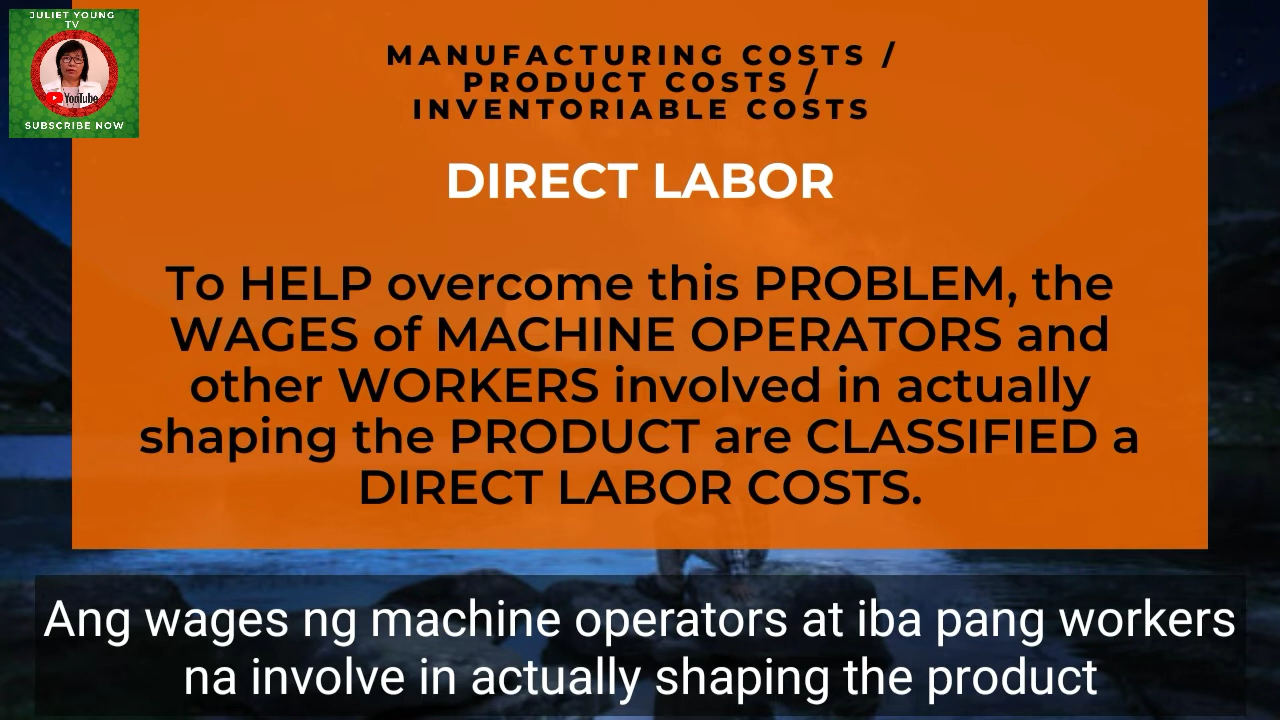 JULIET YOUNG
TV
YouTube
SUBSCRIBE NOW
MANUFACTURING COSTS /
PRODUCT COSTS /
INVENTORIABLE COSTS
DIRECT LABOR
To HELP overcome this PROBLEM, the
WAGES of MACHINE OPERATORS and
other WORKERS involved in actually
shaping the PRODUCT are CLASSIFIED a
DIRECT LABOR COSTS.
Ang wages ng machine operators at iba pang workers
na involve in actually shaping the product